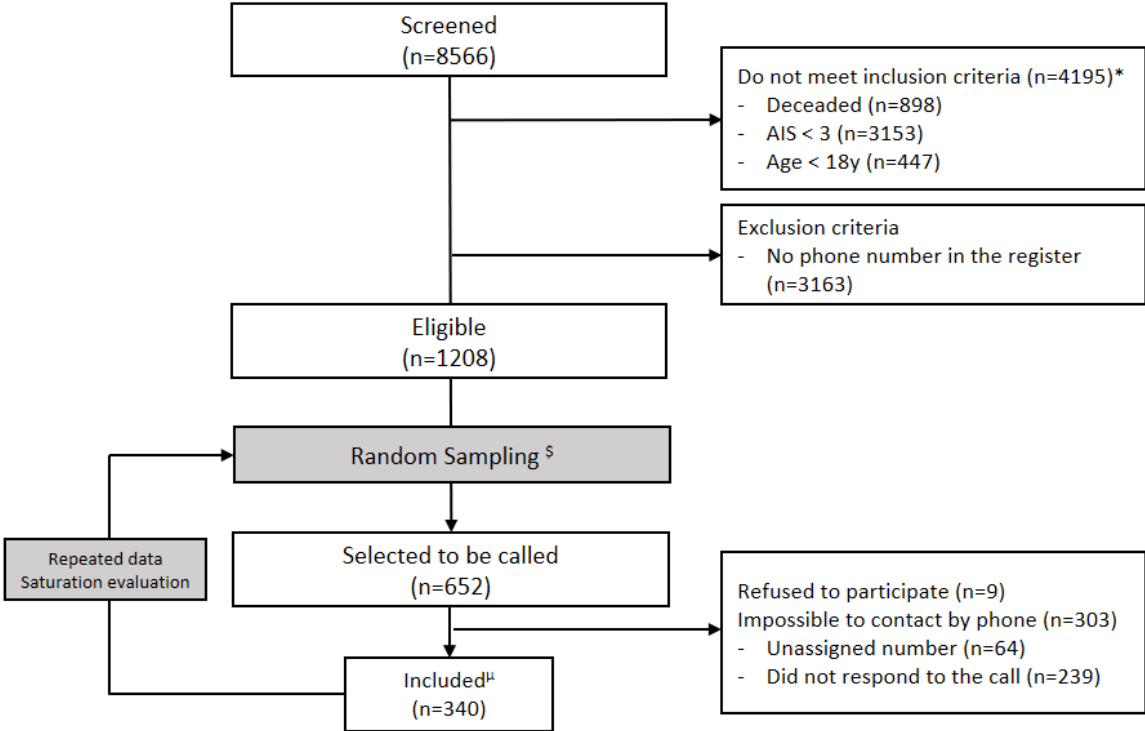 Screened
(n=8566)
Do not meet inclusion criteria (n=4195)*
- Deceaded (n=898)
- AIS < 3 (n=3153)
- Age < 18y (n=447)
Exclusion criteria
- No phone number in the register
(n=3163)
Eligible
(n=1208)
Random Sampling $
Repeated data
Saturation evaluation
Selected to be called
(n=652)
Refused to participate (n=9)
Impossible to contact by phone (n=303)
- Unassigned number (n=64)
- Did not respond to the call (n=239)
Includedµ
(n=340)